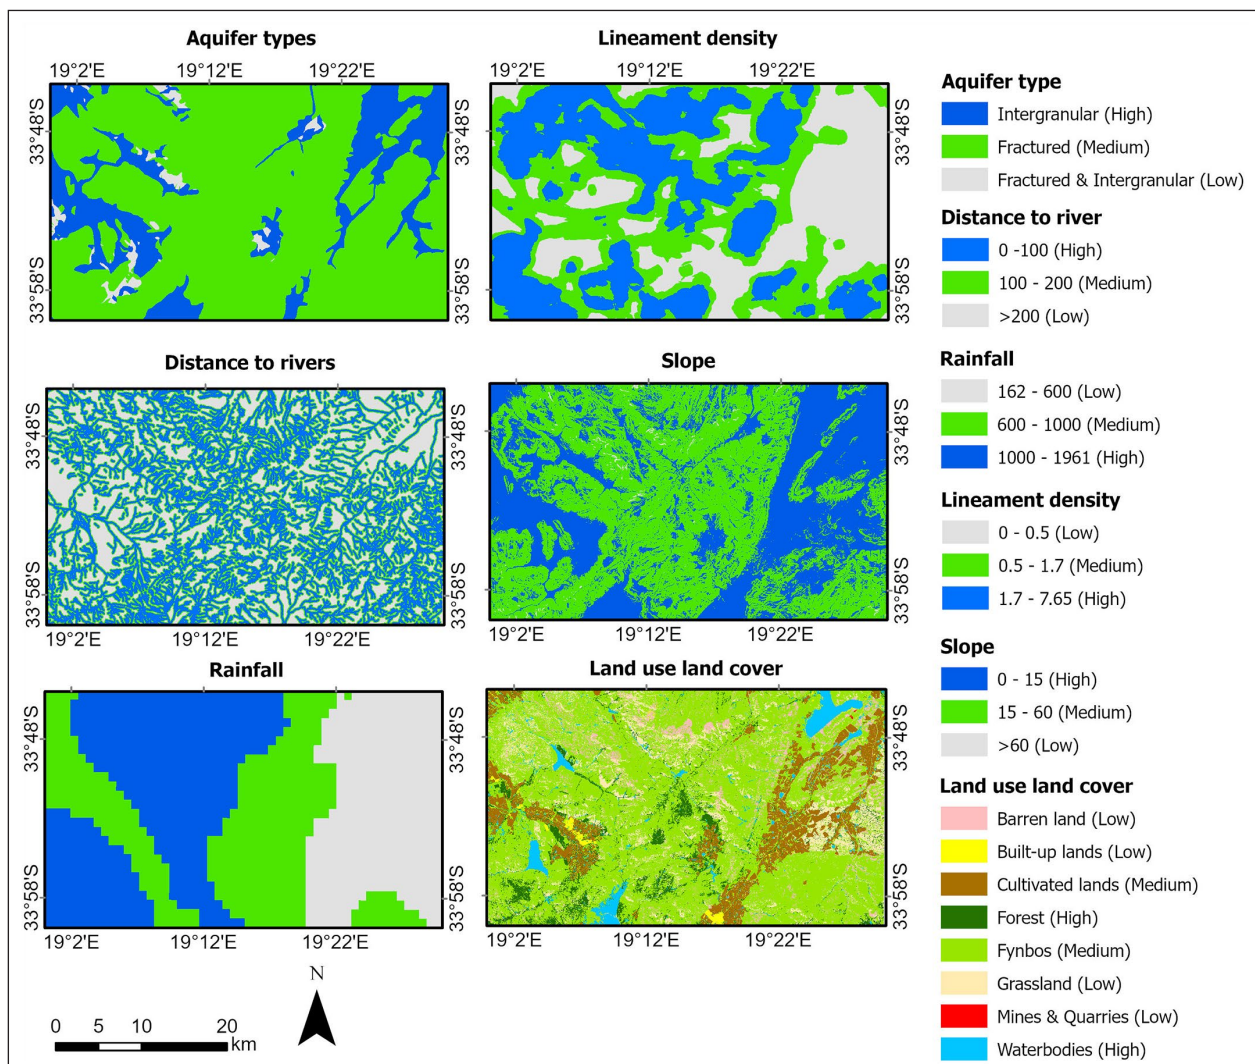 Aquifer types
19°2'E 19°12'E 19°22'E
33°48'S 33°48'S
33°58'S 33°58'S
Lineament density
19°2'E 19°12'E 19°22'E
33°48'S
33°58'S
Distance to rivers
33°48'S 33°48'S
33°58'S 33°58'S
19°2'E 19°12'E 19°22'E
Slope
33°48'S
33°58'S
19°2'E 19°12'E 19°22'E
Rainfall
33°48'S
33°58'S
19°2'E 19°12'E 19°22'E
Land use land cover
33°48'S
33°58'S
19°2'E 19°12'E 19°22'E
N
0 5 10 20
km
Aquifer type
Intergranular (High)
Fractured (Medium)
Fractured & Intergranular (Low)
Distance to river
0 -100 (High)
100 - 200 (Medium)
>200 (Low)
Rainfall
162 - 600 (Low)
600 - 1000 (Medium)
1000 - 1961 (High)
Lineament density
0 - 0.5 (Low)
0.5 - 1.7 (Medium)
1.7 - 7.65 (High)
Slope
0 - 15 (High)
15 - 60 (Medium)
>60 (Low)
Land use land cover
Barren land (Low)
Built-up lands (Low)
Cultivated lands (Medium)
Forest (High)
Fynbos (Medium)
Grassland (Low)
Mines & Quarries (Low)
Waterbodies (High)